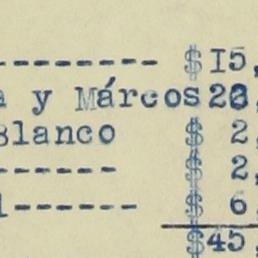 --------- $15,
y Márcos 28,
Blanco $ 2,
------ $ 2,
------ $ 6,
$45,